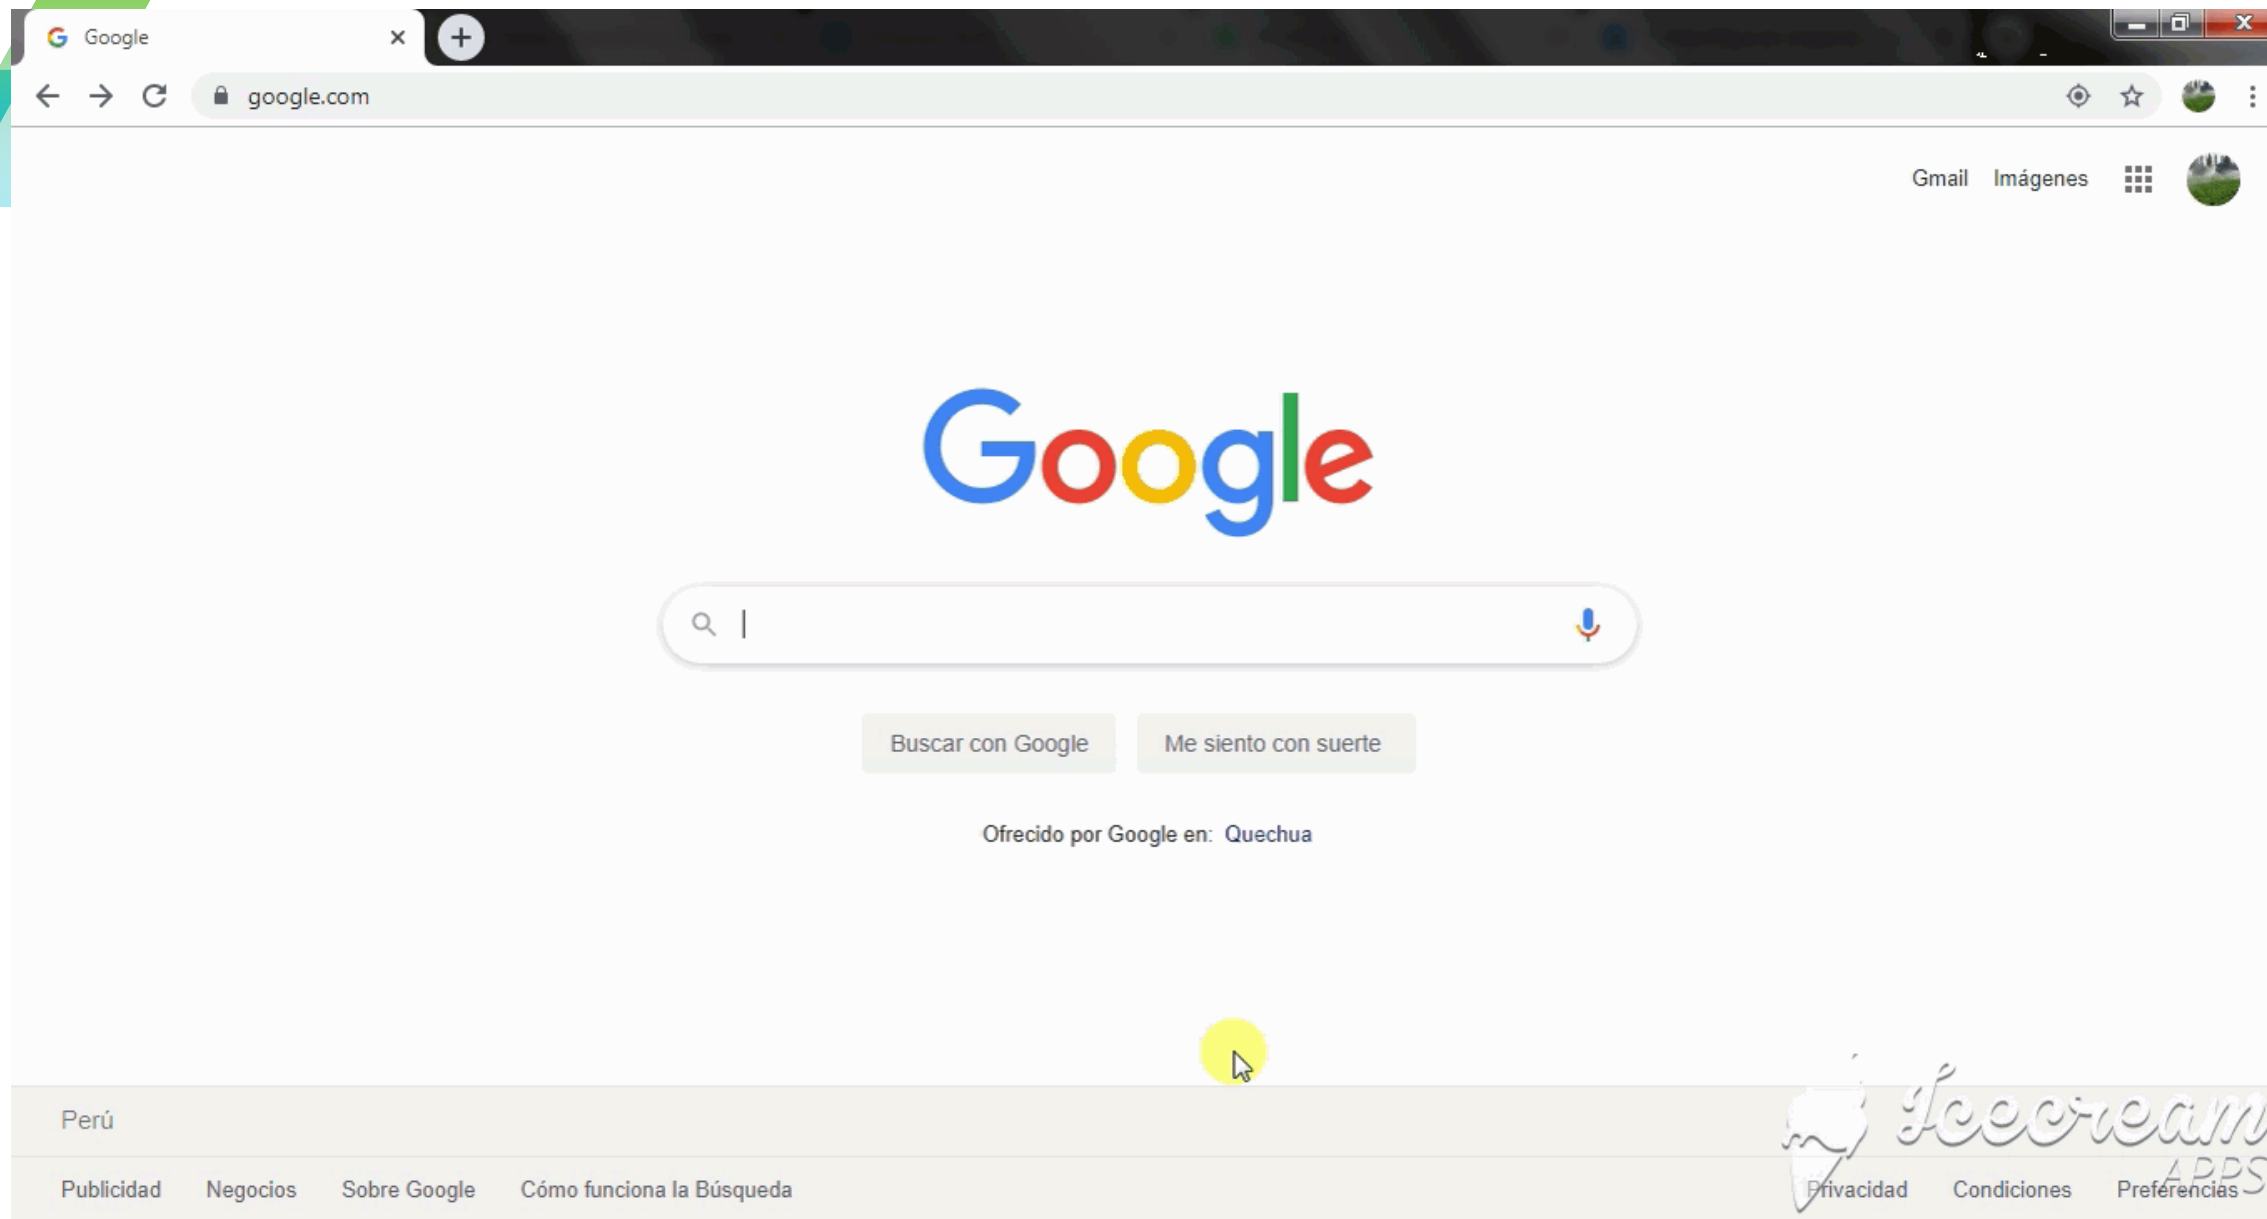 Google
google.com
Gmail Imágenes
Google
Buscar con Google Me siento con suerte
Ofrecido por Google en: Quechua
Perú
Icecream
APPS
Publicidad Negocios Sobre Google Cómo funciona la Búsqueda Privacidad Condiciones Preferencias